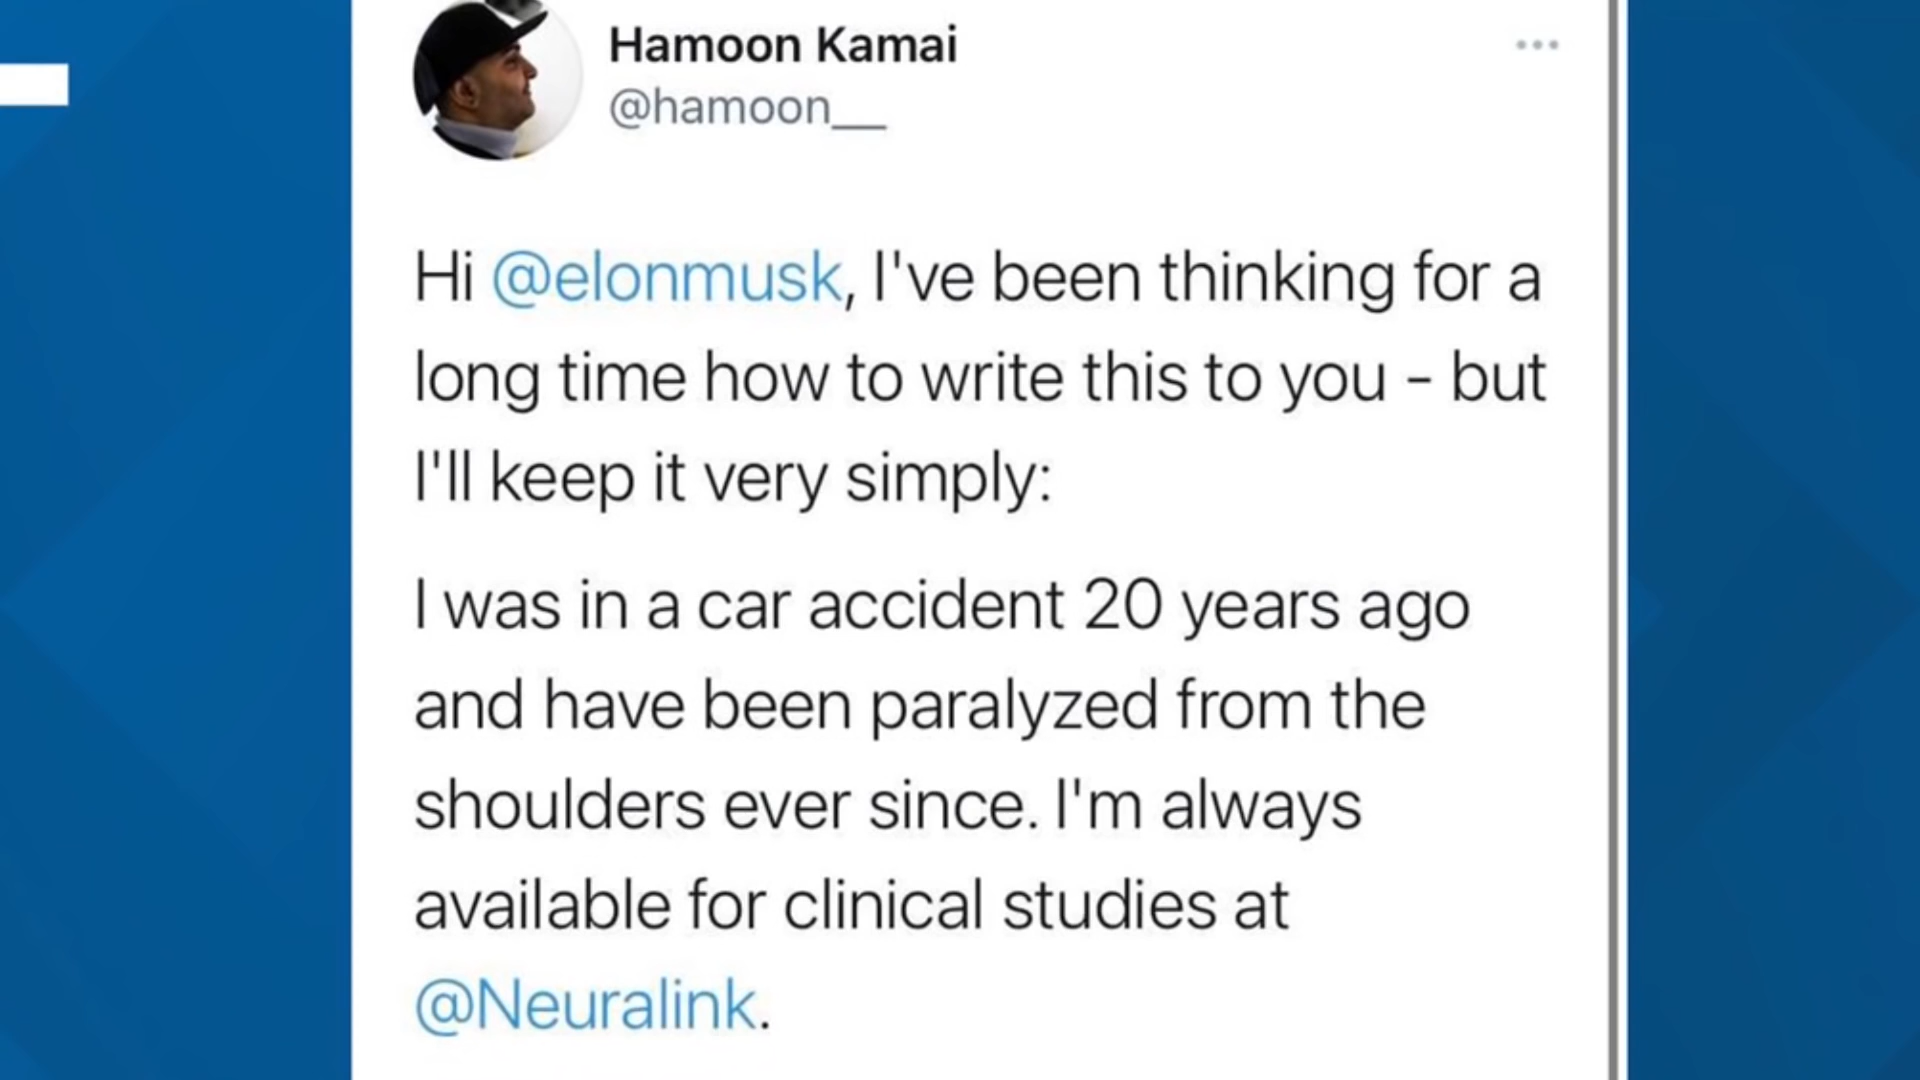 Hamoon Kamai
@hamoon__
Hi @elonmusk, I've been thinking for a
long time how to write this to you - but
I'll keep it very simply:
I was in a car accident 20 years ago
and have been paralyzed from the
shoulders ever since. I'm always
available for clinical studies at
@Neuralink.